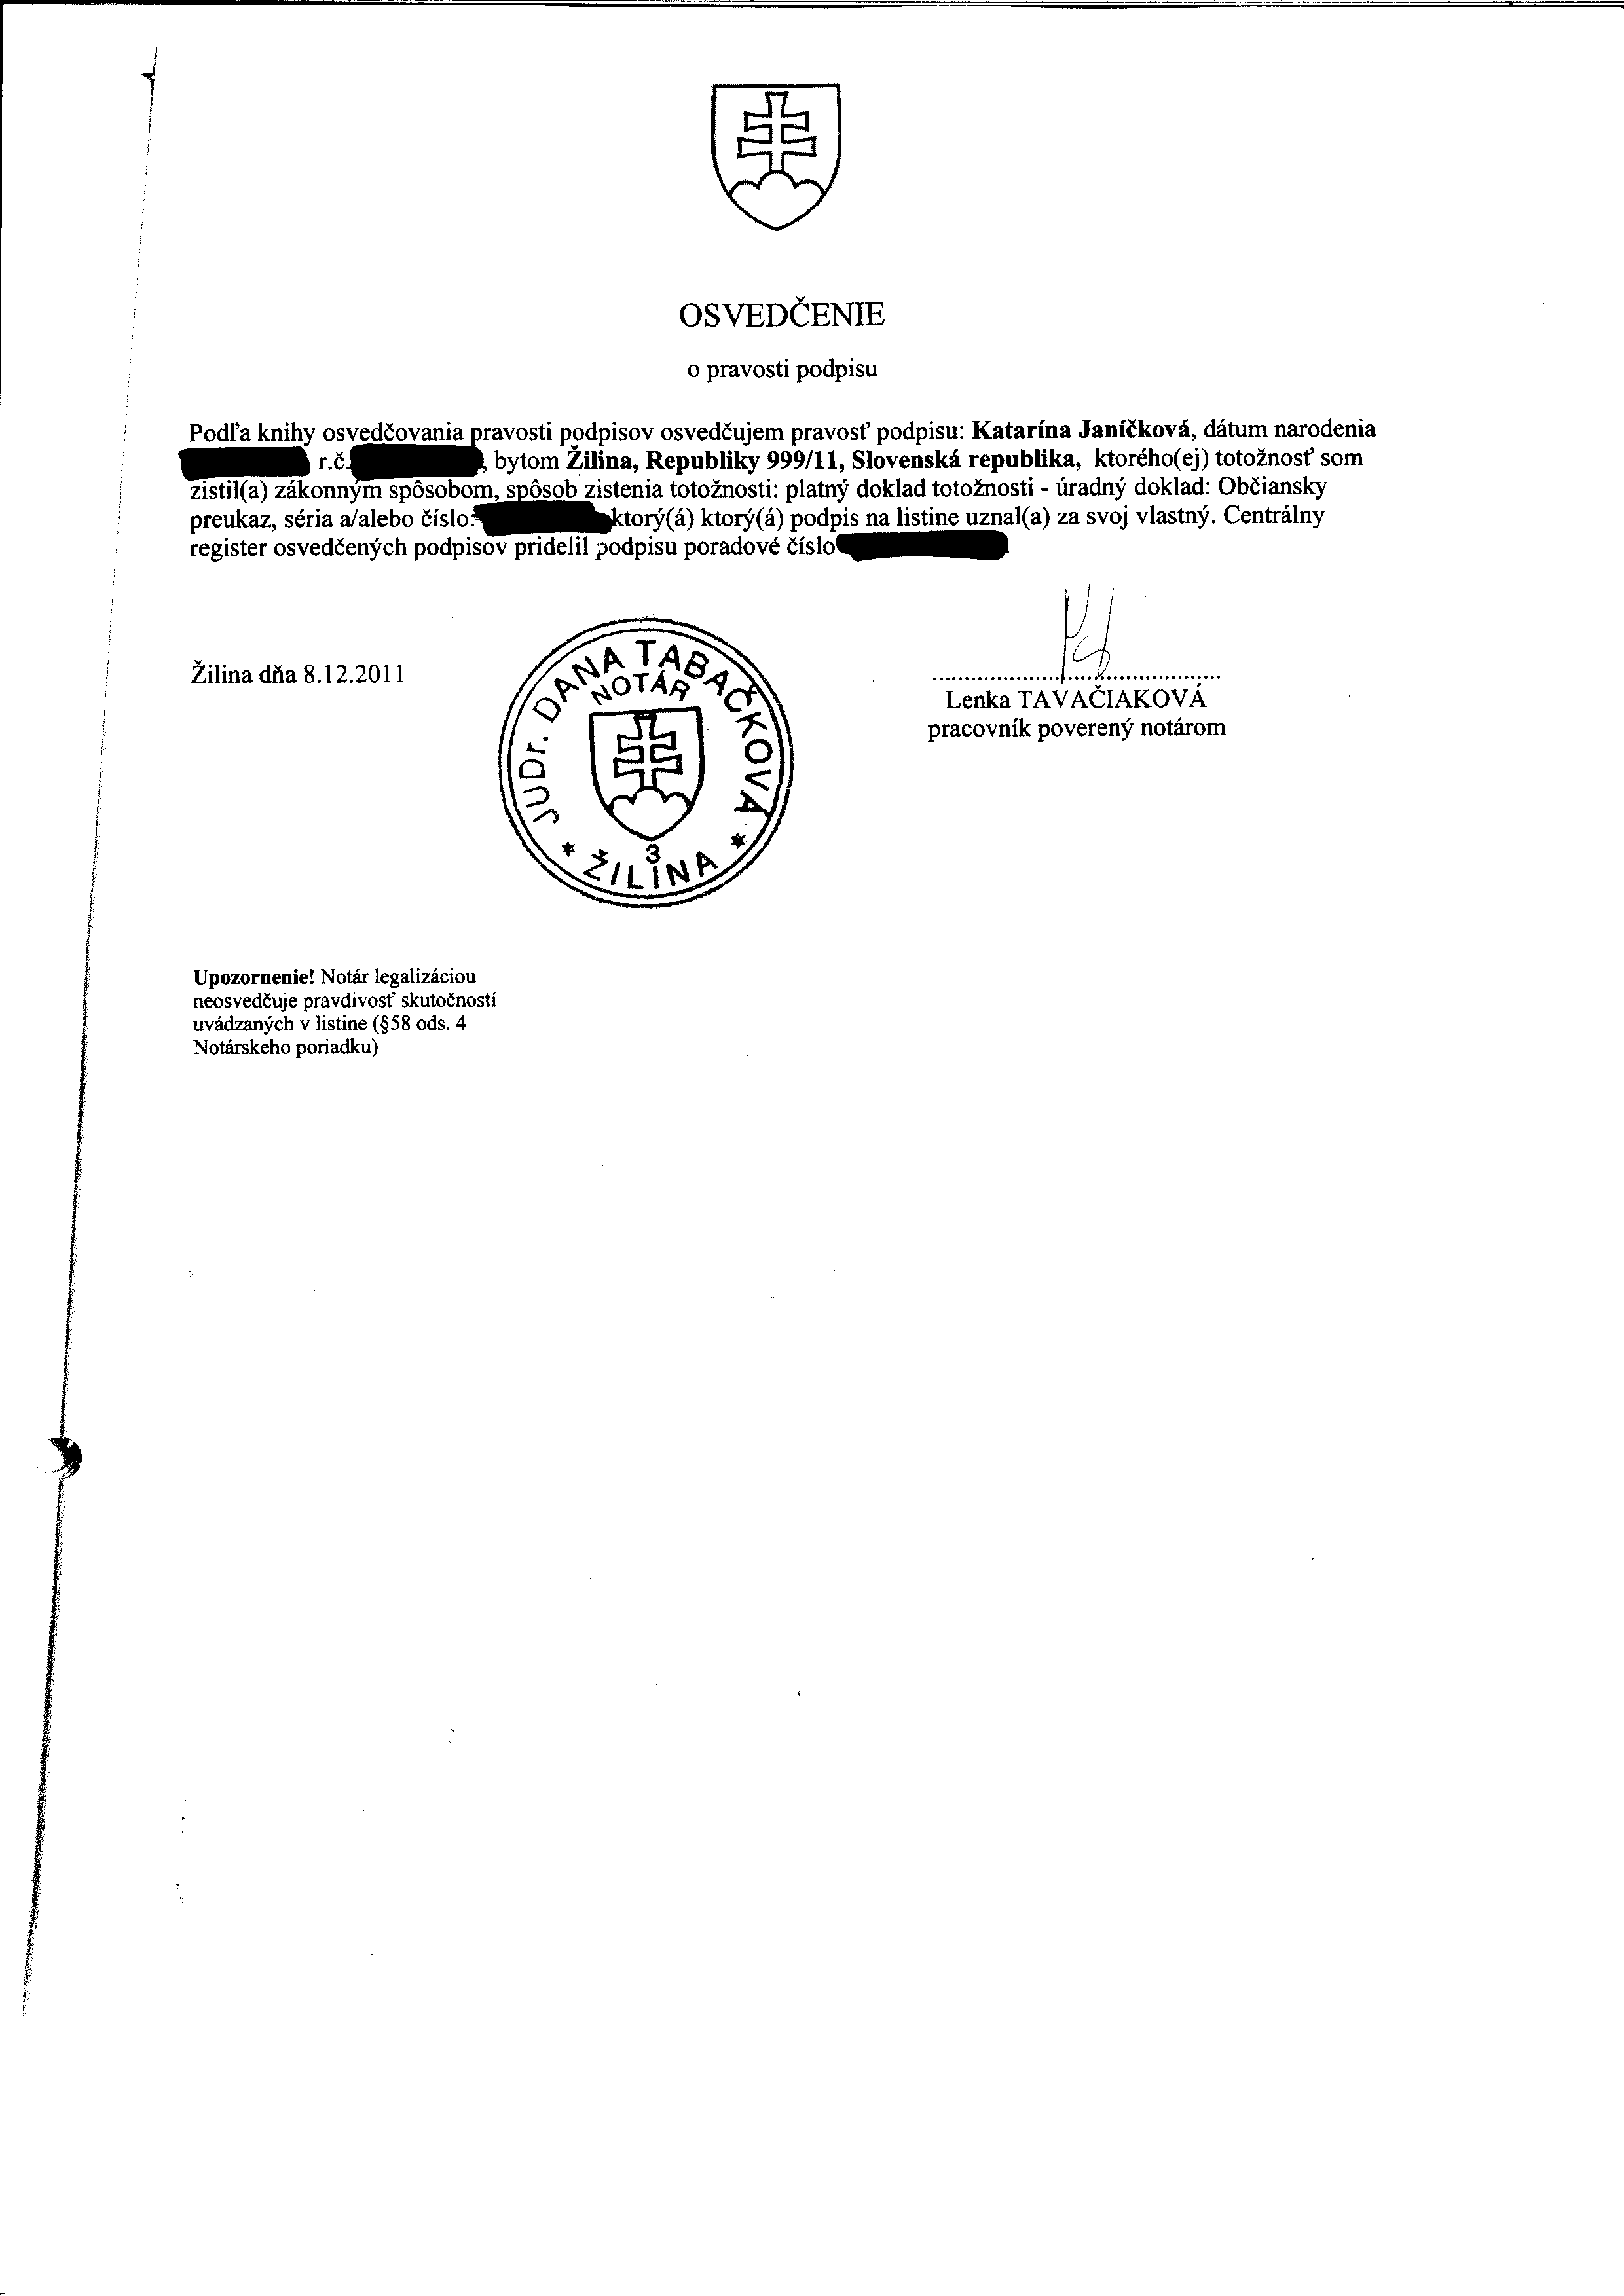 OSVEDČENIE
o pravosti podpisu
Podľa knihy osvedčovania pravosti podpisov osvedčujem pravosť podpisu: Katarína Janíčková, dátum narodenia
r.č. , bytom Žilina, Republiky 999/11, Slovenská republika, ktorého(ej) totožnosť som
zistil(a) zákonným spôsobom, spôsob zistenia totožnosti: platný doklad totožnosti - úradný doklad: Občiansky
preukaz, séria a/alebo číslo: ktorý(á) ktorý(á) podpis na listine uznal(a) za svoj vlastný. Centrálny
register osvedčených podpisov pridelil podpisu poradové číslo
Žilina dňa 8.12.2011
JUDr. DANA TABAČKOVÁ
NOTÁR
3
* ŽILINA *
Lenka TAVAČIAKOVÁ
pracovník poverený notárom
Upozornenie! Notár legalizáciou
neosvedčuje pravdivosť skutočností
uvádzaných v listine (§58 ods. 4
Notárskeho poriadku)